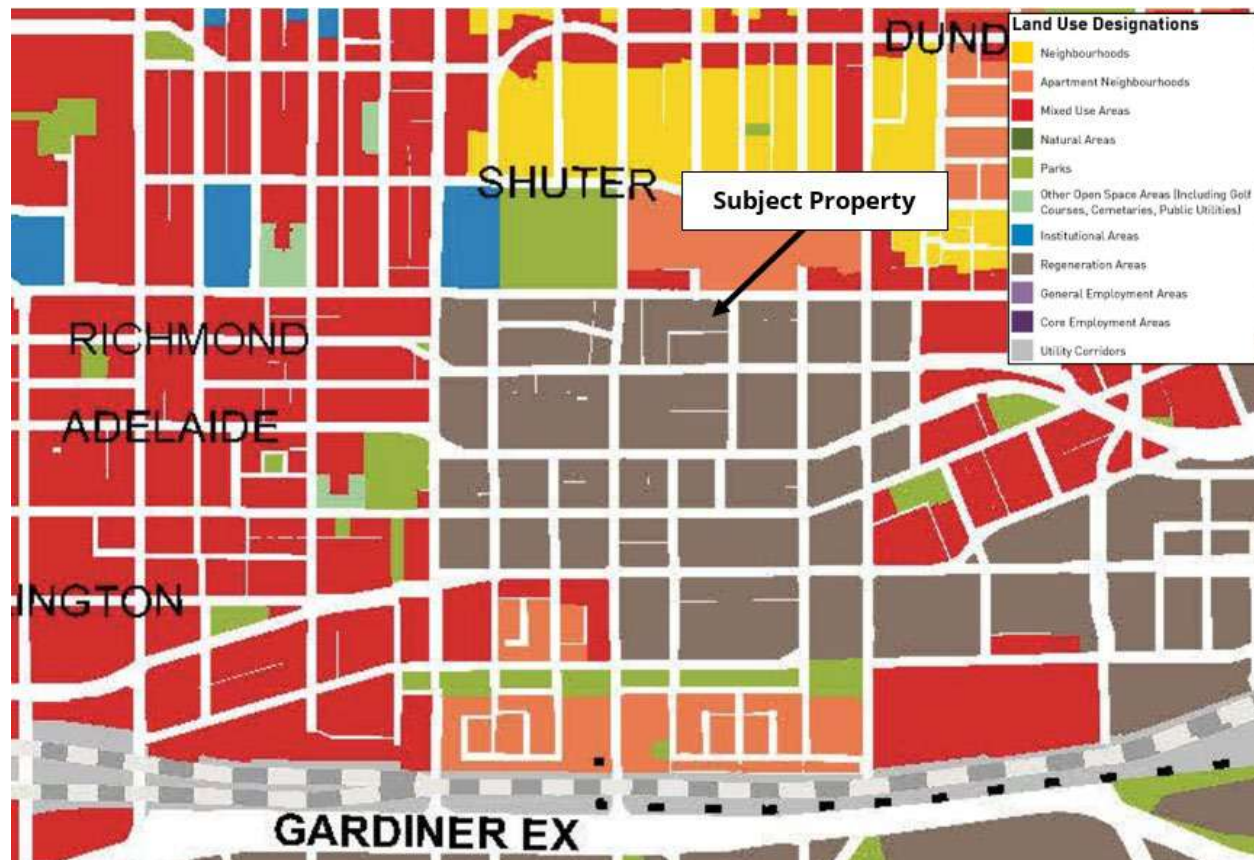 DUND
Land Use Designations
Neighbourhoods
Apartment Neighbourhoods
Mixed Use Areas
Natural Areas
Parks
Other Open Space Areas (Including Golf
Courses, Cemetaries, Public Utilities)
Institutional Areas
Regeneration Areas
General Employment Areas
Core Employment Areas
Utility Corridors
SHUTER
Subject Property
RICHMOND
ADELAIDE
INGTON
GARDINER EX